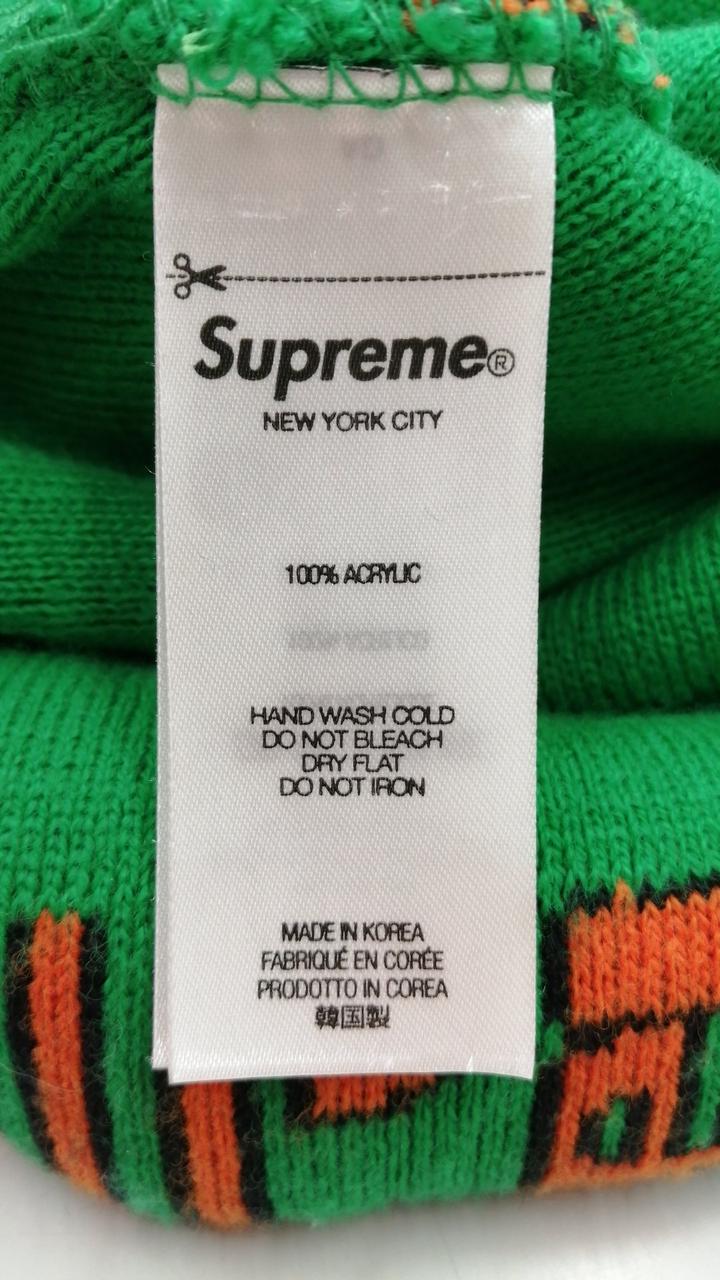 Supreme®
NEW YORK CITY
100% ACRYLIC
HAND WASH COLD
DO NOT BLEACH
DRY FLAT
DO NOT IRON
MADE IN KOREA
FABRIQUÉ EN CORÉE
PRODOTTO IN COREA
韓国製